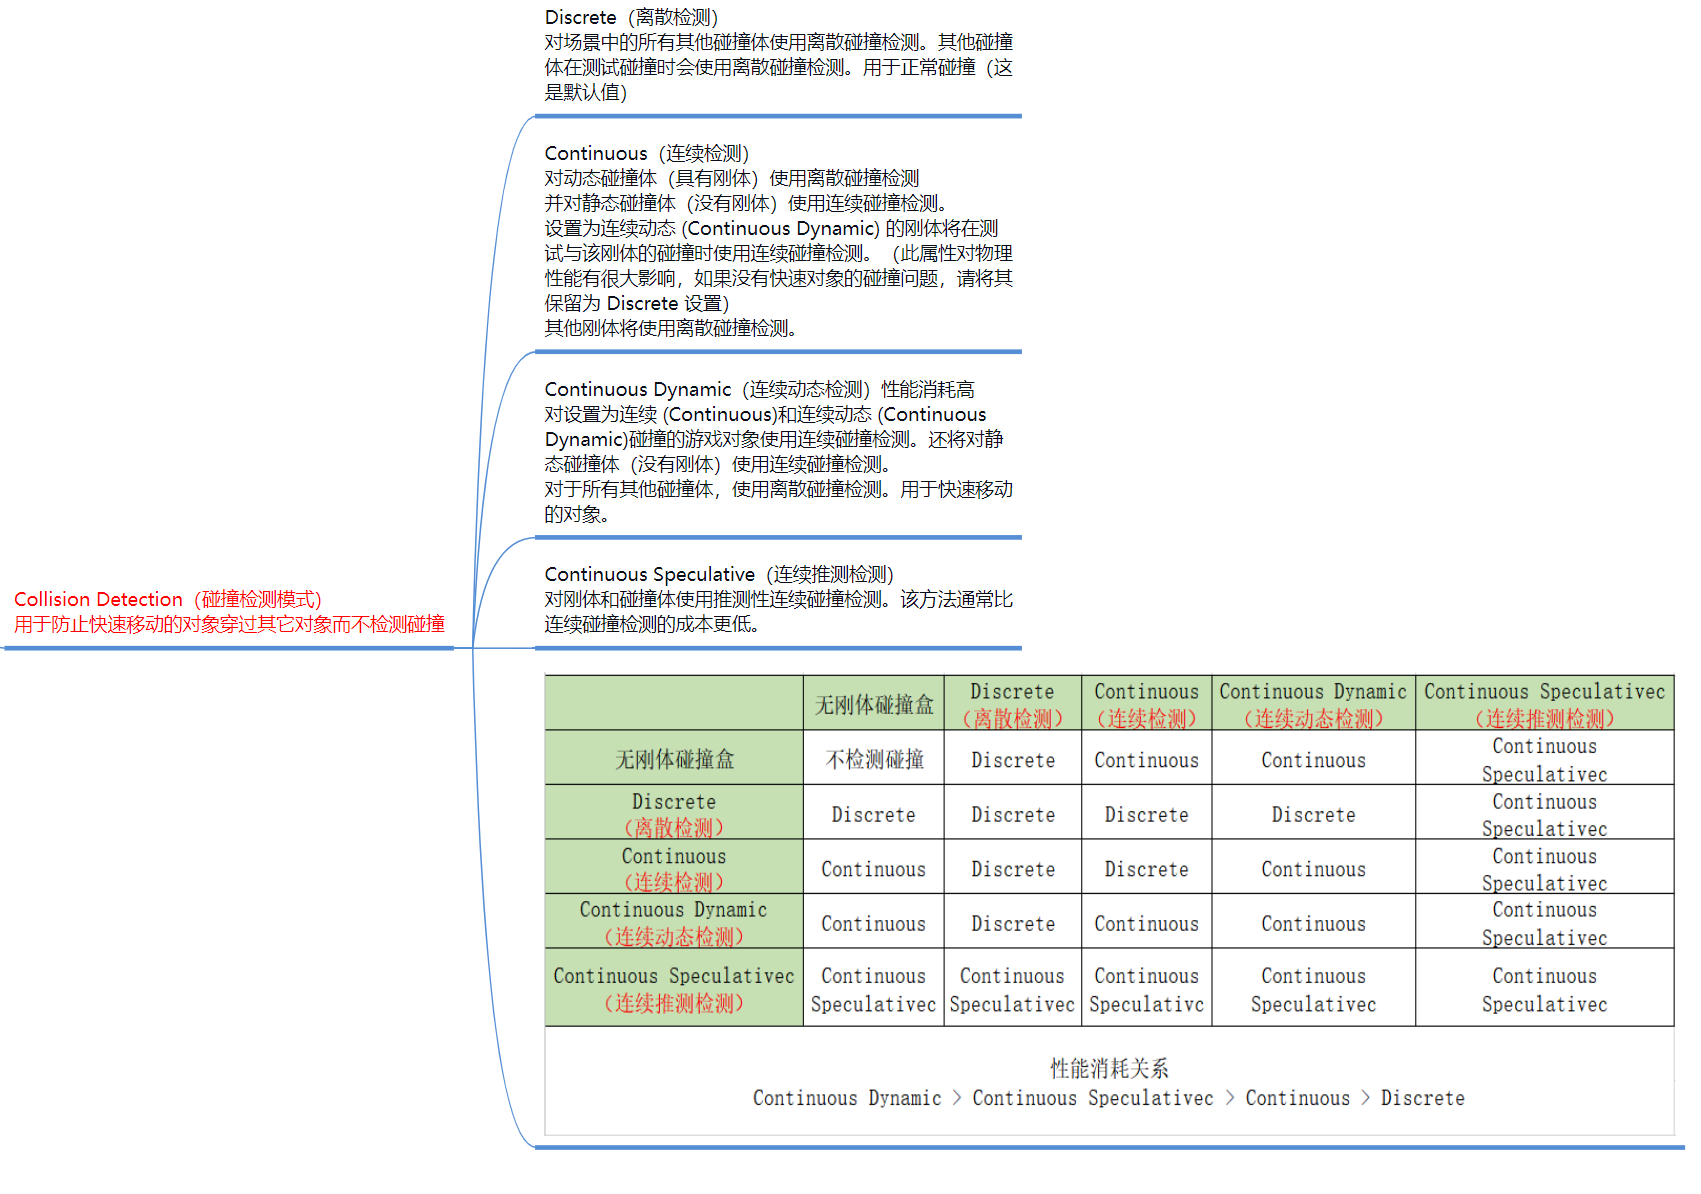 Discrete（离散检测）
对场景中的所有其他碰撞体使用离散碰撞检测。其他碰撞
体在测试碰撞时会使用离散碰撞检测。用于正常碰撞（这
是默认值）
Continuous（连续检测）
对动态碰撞体（具有刚体）使用离散碰撞检测
并对静态碰撞体（没有刚体）使用连续碰撞检测。
设置为连续动态 (Continuous Dynamic) 的刚体将在测
试与该刚体的碰撞时使用连续碰撞检测。（此属性对物理
性能有很大影响，如果没有快速对象的碰撞问题，请将其
保留为 Discrete 设置）
其他刚体将使用离散碰撞检测。
Continuous Dynamic（连续动态检测）性能消耗高
对设置为连续 (Continuous)和连续动态 (Continuous
Dynamic)碰撞的游戏对象使用连续碰撞检测。还将对静
态碰撞体（没有刚体）使用连续碰撞检测。
对于所有其他碰撞体，使用离散碰撞检测。用于快速移动
的对象。
Collision Detection（碰撞检测模式）
用于防止快速移动的对象穿过其它对象而不检测碰撞
Continuous Speculative（连续推测检测）
对刚体和碰撞体使用推测性连续碰撞检测。该方法通常比
连续碰撞检测的成本更低。
无刚体碰撞盒 Discrete Continuous Continuous Dynamic Continuous Speculativec
（离散检测） （连续检测） （连续动态检测） （连续推测检测）
无刚体碰撞盒 不检测碰撞 Discrete Continuous Continuous Continuous
Speculativec
Discrete Discrete Discrete Discrete Discrete Continuous
（离散检测） Speculativec
Continuous Continuous Discrete Discrete Continuous Continuous
（连续检测） Speculativec
Continuous Dynamic Continuous Discrete Continuous Continuous Continuous
（连续动态检测） Speculativec
Continuous Speculativec Continuous Continuous Continuous Continuous Continuous
（连续推测检测） Speculativec Speculativec Speculativc Speculativec Speculativec
性能消耗关系
Continuous Dynamic > Continuous Speculativec > Continuous > Discrete